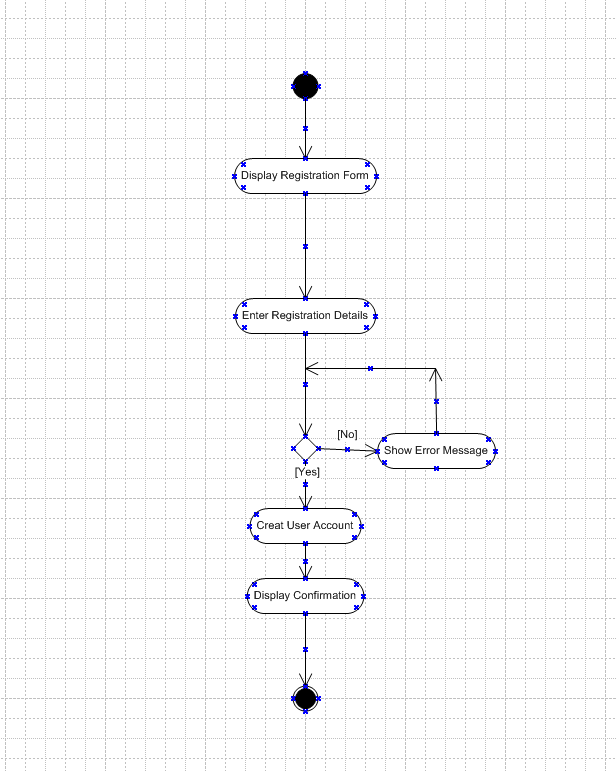 Display Registration Form
Enter Registration Details
[No]
Show Error Message
[Yes]
Creat User Account
Display Confirmation